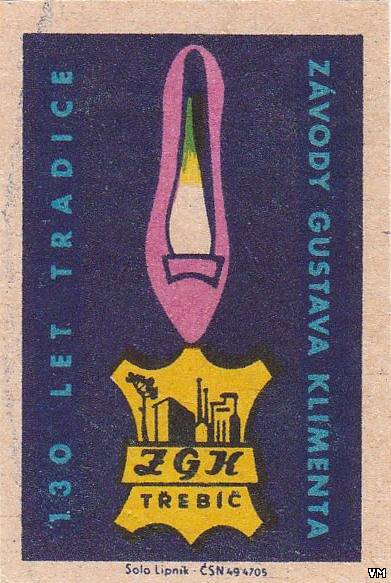 130 LET TRADICE
ZÁVODY GUSTAVA KLIMENTA
ZGK
TŘEBÍČ
Solo Lipník - ČSN 49 4705
VM